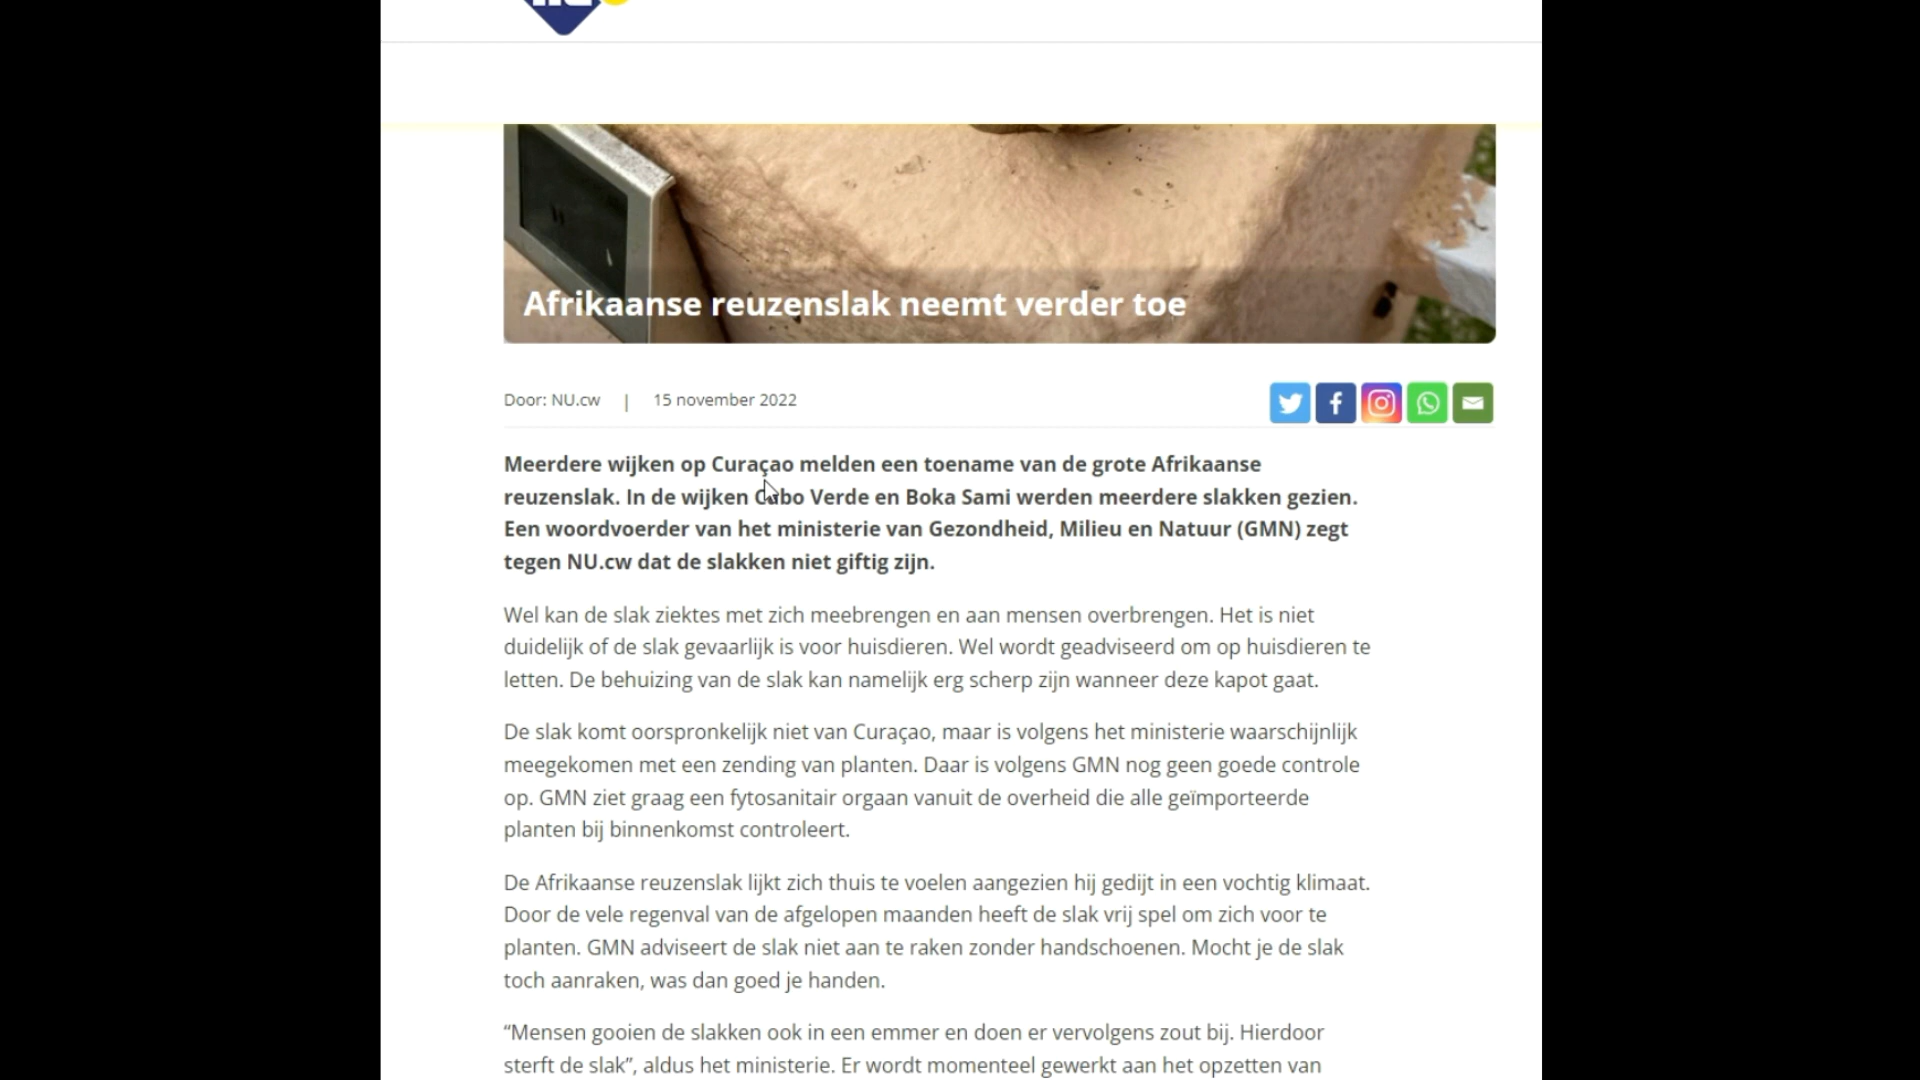 Afrikaanse reuzenslak neemt verder toe
Door: NU.cw | 15 november 2022
Meerdere wijken op Curaçao melden een toename van de grote Afrikaanse
reuzenslak. In de wijken Cabo Verde en Boka Sami werden meerdere slakken gezien.
Een woordvoerder van het ministerie van Gezondheid, Milieu en Natuur (GMN) zegt
tegen NU.cw dat de slakken niet giftig zijn.
Wel kan de slak ziektes met zich meebrengen en aan mensen overbrengen. Het is niet
duidelijk of de slak gevaarlijk is voor huisdieren. Wel wordt geadviseerd om op huisdieren te
letten. De behuizing van de slak kan namelijk erg scherp zijn wanneer deze kapot gaat.
De slak komt oorspronkelijk niet van Curaçao, maar is volgens het ministerie waarschijnlijk
meegekomen met een zending van planten. Daar is volgens GMN nog geen goede controle
op. GMN ziet graag een fytosanitair orgaan vanuit de overheid die alle geïmporteerde
planten bij binnenkomst controleert.
De Afrikaanse reuzenslak lijkt zich thuis te voelen aangezien hij gedijt in een vochtig klimaat.
Door de vele regenval van de afgelopen maanden heeft de slak vrij spel om zich voor te
planten. GMN adviseert de slak niet aan te raken zonder handschoenen. Mocht je de slak
toch aanraken, was dan goed je handen.
“Mensen gooien de slakken ook in een emmer en doen er vervolgens zout bij. Hierdoor
sterft de slak”, aldus het ministerie. Er wordt momenteel gewerkt aan het opzetten van